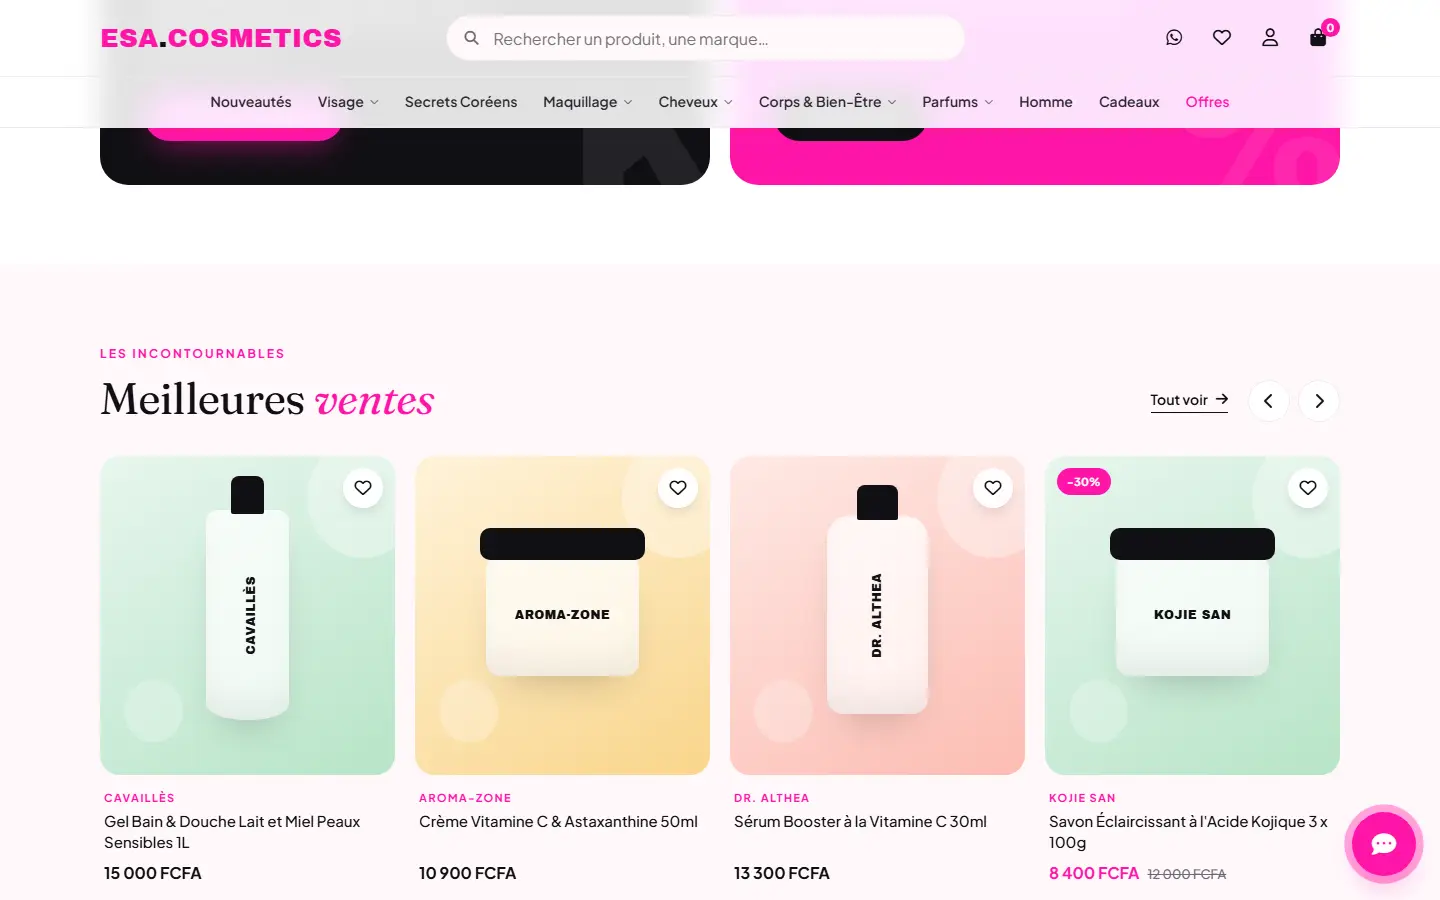 ESA.COSMETICS
Rechercher un produit, une marque...
0
Nouveautés Visage Secrets Coréens Maquillage Cheveux Corps & Bien-Être Parfums Homme Cadeaux Offres
%
LES INCONTOURNABLES
Meilleures ventes
Tout voir →
CAVAILLÈS
AROMA-ZONE
DR. ALTHEA
-30%
KOJIE SAN
CAVAILLÈS
Gel Bain & Douche Lait et Miel Peaux
Sensibles 1L
15 000 FCFA
AROMA-ZONE
Crème Vitamine C & Astaxanthine 50ml
10 900 FCFA
DR. ALTHEA
Sérum Booster à la Vitamine C 30ml
13 300 FCFA
KOJIE SAN
Savon Éclaircissant à l'Acide Kojique 3 x
100g
8 400 FCFA 12 000 FCFA